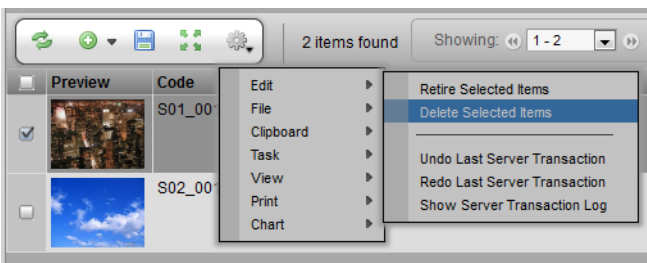 2 items found
Showing: 1 - 2
Preview Code
S01_001
S02_001
Edit
File
Clipboard
Task
View
Print
Chart
Retire Selected Items
Delete Selected Items
Undo Last Server Transaction
Redo Last Server Transaction
Show Server Transaction Log